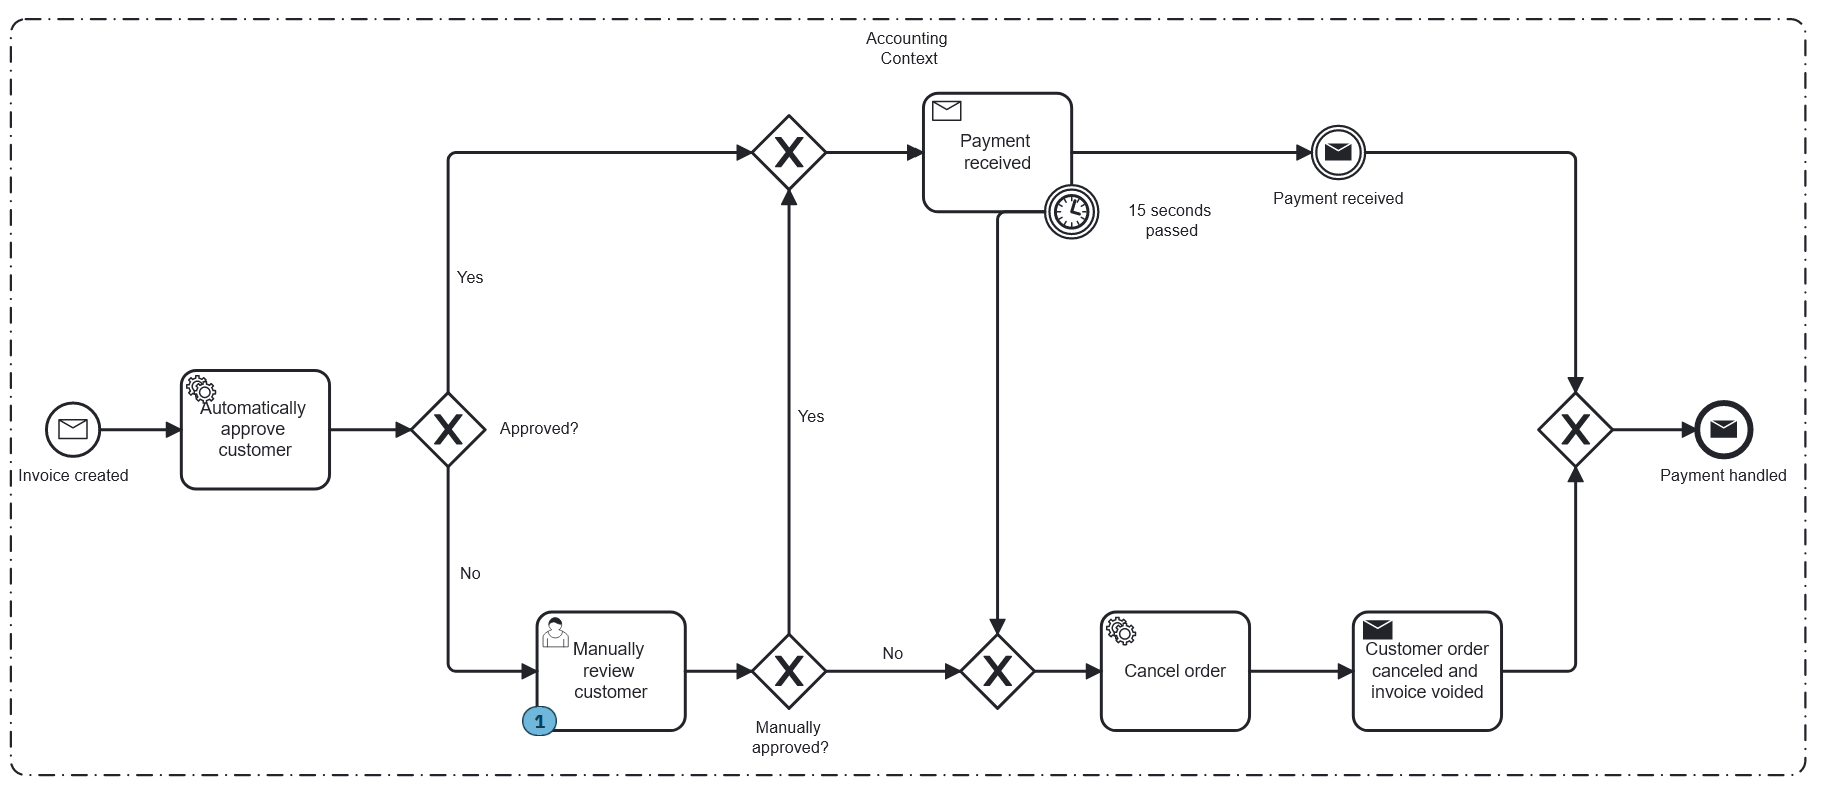 Accounting
Context
Payment
received
Payment received
15 seconds
passed
Yes
Automatically
approve
customer
Approved?
Yes
Invoice created
Payment handled
No
Manually
review
customer
1
No
Manually
approved?
Cancel order
Customer order
canceled and
invoice voided